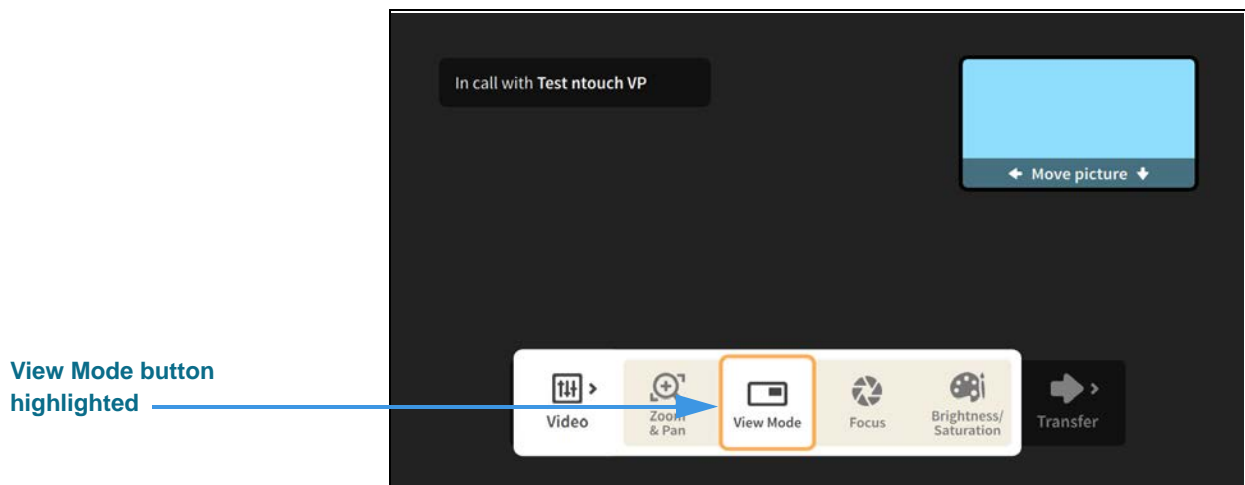 In call with Test ntouch VP
Move picture
View Mode button
highlighted
Video
Zoom
& Pan
View Mode
Focus
Brightness/
Saturation
Transfer